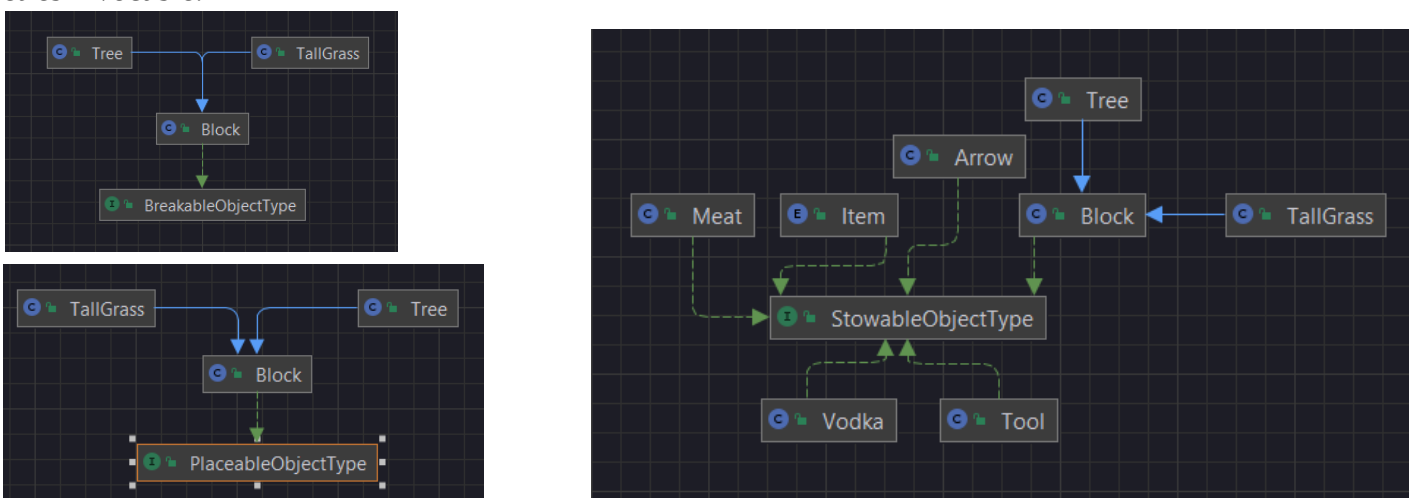 Tree
TallGrass
Block
BreakableObjectType
TallGrass
Tree
Block
PlaceableObjectType
Tree
Arrow
Meat
Item
Block
TallGrass
StowableObjectType
Vodka
Tool